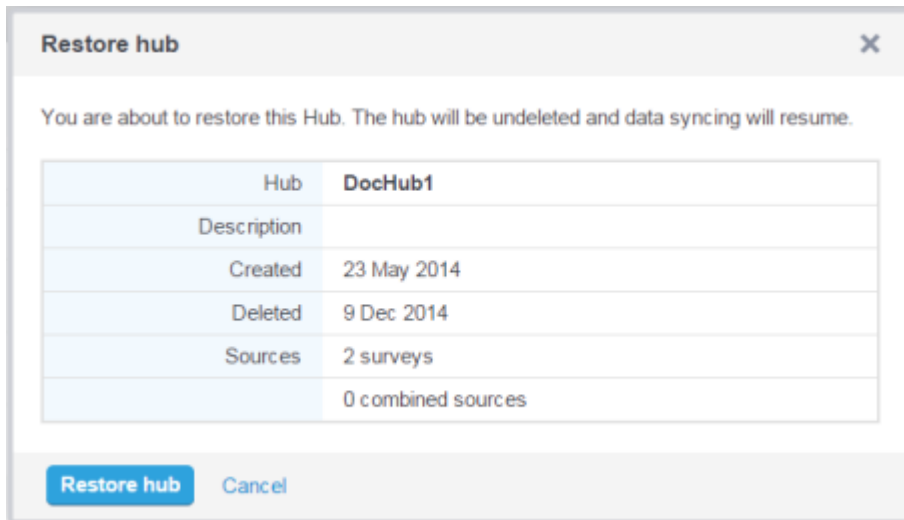 Restore hub
You are about to restore this Hub. The hub will be undeleted and data syncing will resume.
Hub DocHub1
Description
Created 23 May 2014
Deleted 9 Dec 2014
Sources 2 surveys
0 combined sources
Restore hub Cancel